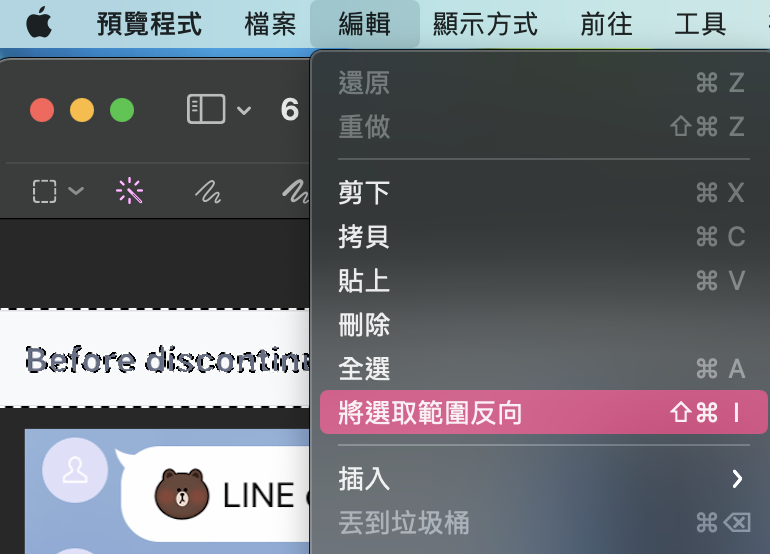 預覽程式 檔案 編輯 顯示方式 前往 工具
6
還原 ⌘ Z
重做 ⇧⌘ Z
剪下 ⌘ X
拷貝 ⌘ C
貼上 ⌘ V
刪除
全選 ⌘ A
將選取範圍反向 ⇧⌘ I
插入
丟到垃圾桶 ⌘⌫
Before discontinu
LINE